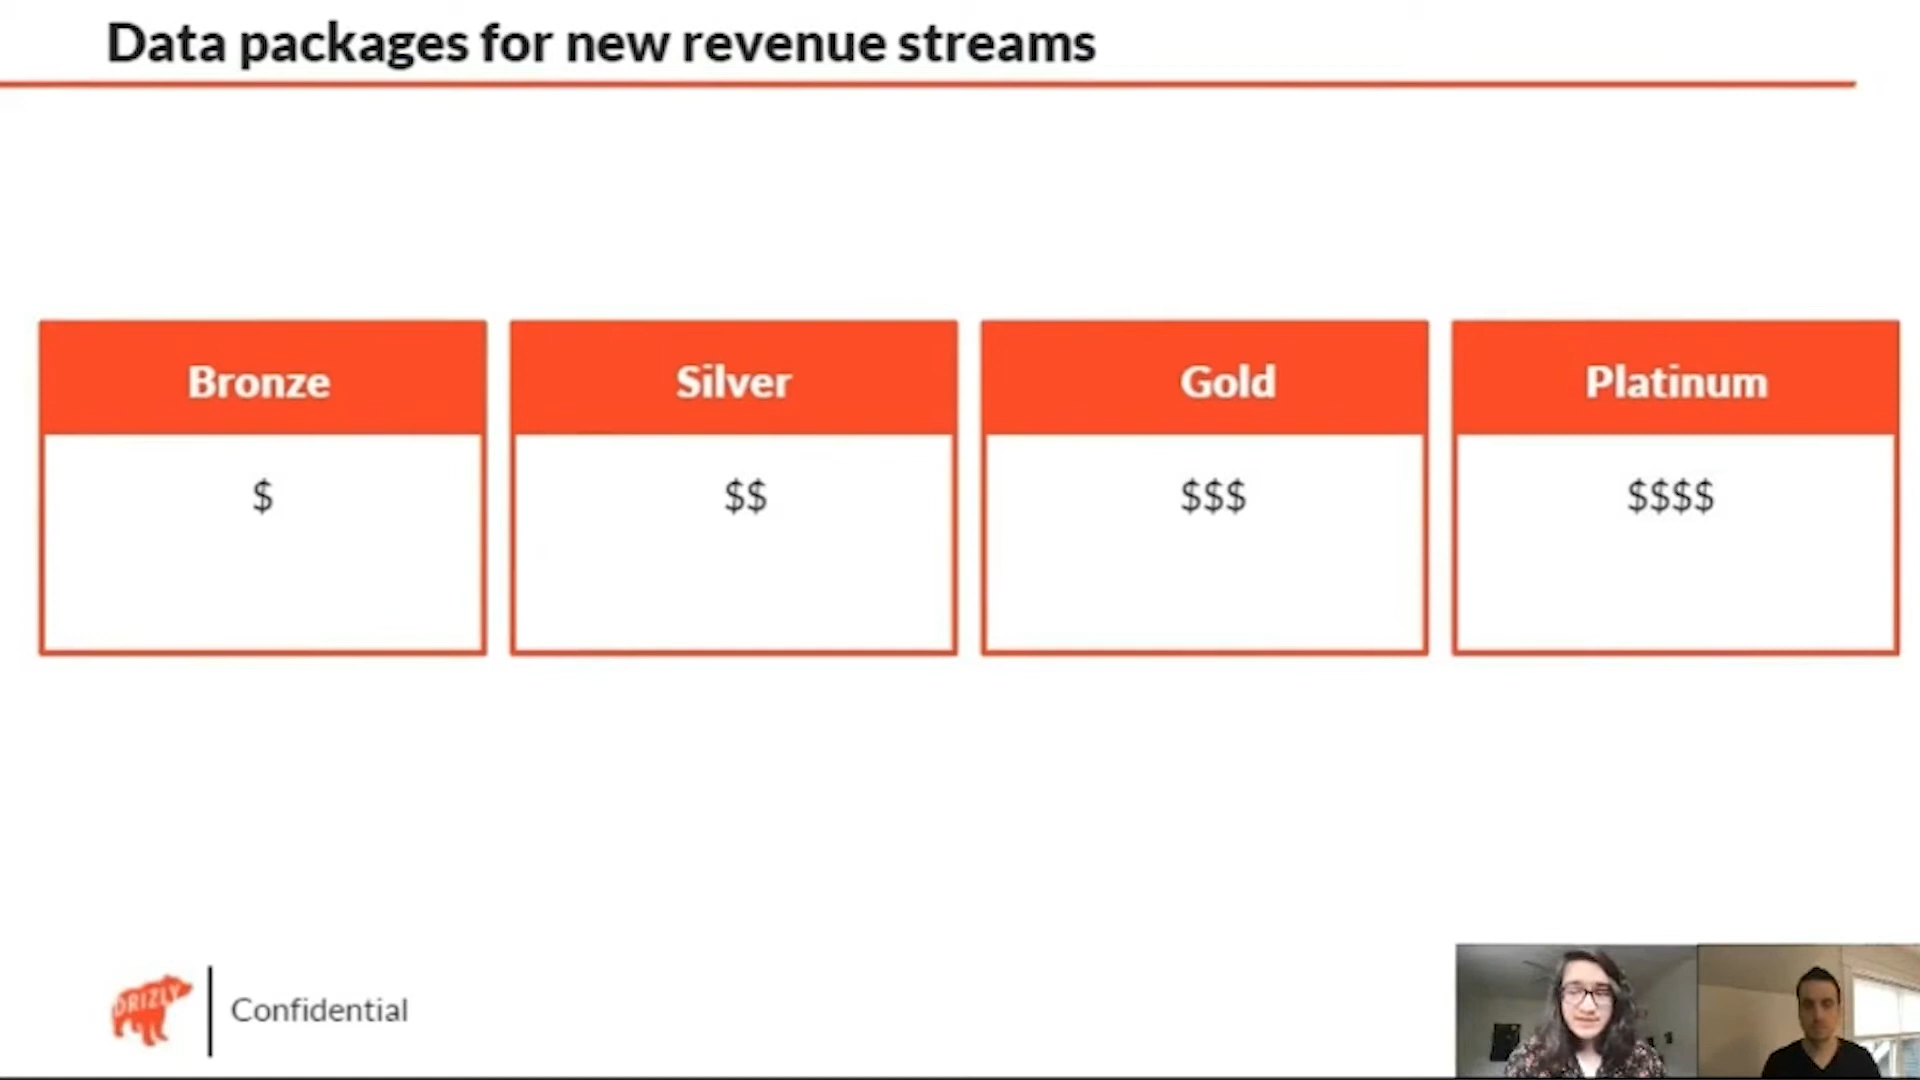 Data packages for new revenue streams
Bronze
Silver
Gold
Platinum
$
$$
$$$
$$$$
DRIZLY
Confidential